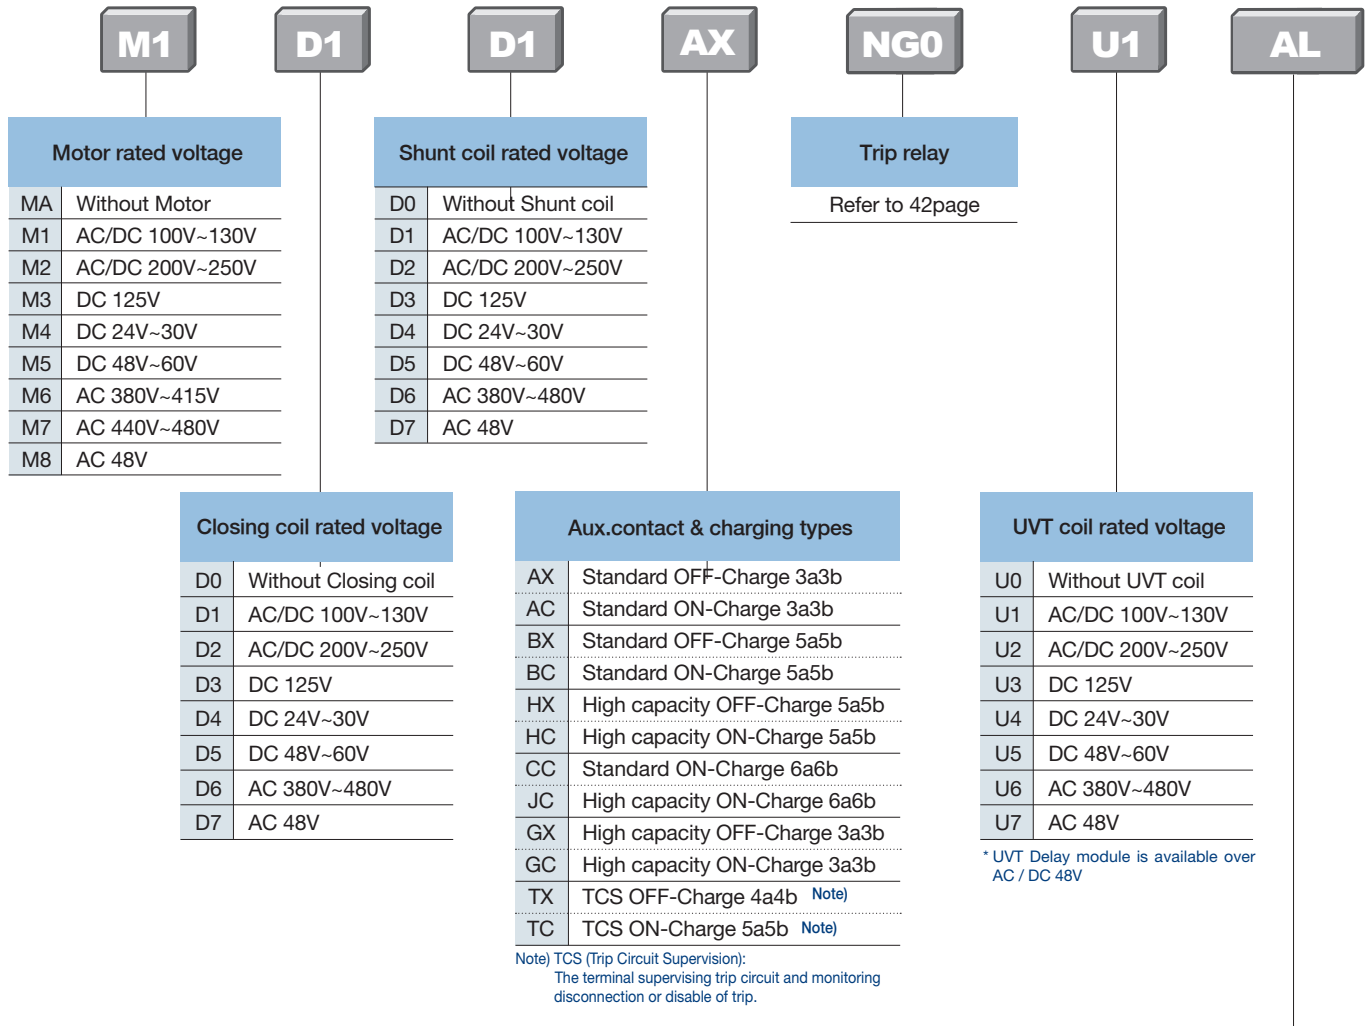 M1 D1 D1 AX NG0 U1 AL
Motor rated voltage
MA Without Motor
M1 AC/DC 100V~130V
M2 AC/DC 200V~250V
M3 DC 125V
M4 DC 24V~30V
M5 DC 48V~60V
M6 AC 380V~415V
M7 AC 440V~480V
M8 AC 48V
Shunt coil rated voltage
D0 Without Shunt coil
D1 AC/DC 100V~130V
D2 AC/DC 200V~250V
D3 DC 125V
D4 DC 24V~30V
D5 DC 48V~60V
D6 AC 380V~480V
D7 AC 48V
Trip relay
Refer to 42page
Closing coil rated voltage
D0 Without Closing coil
D1 AC/DC 100V~130V
D2 AC/DC 200V~250V
D3 DC 125V
D4 DC 24V~30V
D5 DC 48V~60V
D6 AC 380V~480V
D7 AC 48V
Aux.contact & charging types
AX Standard OFF-Charge 3a3b
AC Standard ON-Charge 3a3b
BX Standard OFF-Charge 5a5b
BC Standard ON-Charge 5a5b
HX High capacity OFF-Charge 5a5b
HC High capacity ON-Charge 5a5b
CC Standard ON-Charge 6a6b
JC High capacity ON-Charge 6a6b
GX High capacity OFF-Charge 3a3b
GC High capacity ON-Charge 3a3b
TX TCS OFF-Charge 4a4b Note)
TC TCS ON-Charge 5a5b Note)
Note) TCS (Trip Circuit Supervision):
The terminal supervising trip circuit and monitoring
disconnection or disable of trip.
UVT coil rated voltage
U0 Without UVT coil
U1 AC/DC 100V~130V
U2 AC/DC 200V~250V
U3 DC 125V
U4 DC 24V~30V
U5 DC 48V~60V
U6 AC 380V~480V
U7 AC 48V
* UVT Delay module is available over
AC / DC 48V